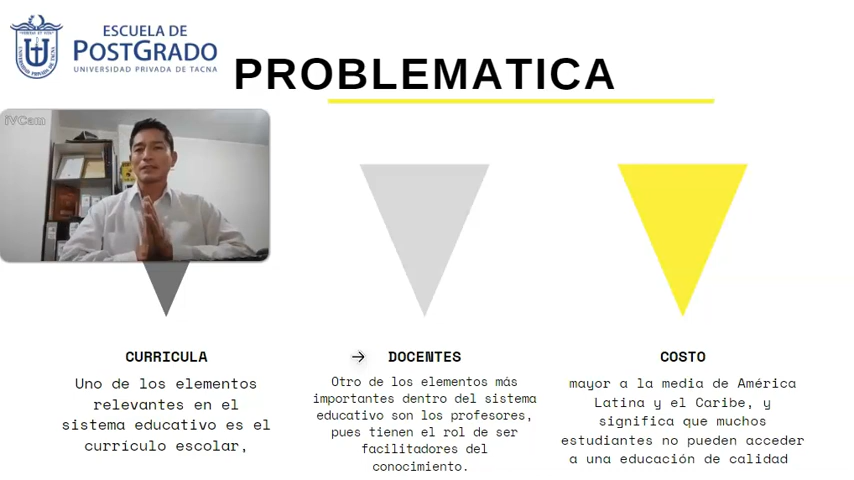 ESCUELA DE
POSTGRADO
UNIVERSIDAD PRIVADA DE TACNA
PROBLEMATICA
iVCam
CURRICULA
Uno de los elementos
relevantes en el
sistema educativo es el
currículo escolar,
→ DOCENTES
Otro de los elementos más
importantes dentro del sistema
educativo son los profesores,
pues tienen el rol de ser
facilitadores del
conocimiento.
COSTO
mayor a la media de América
Latina y el Caribe, y
significa que muchos
estudiantes no pueden acceder
a una educación de calidad